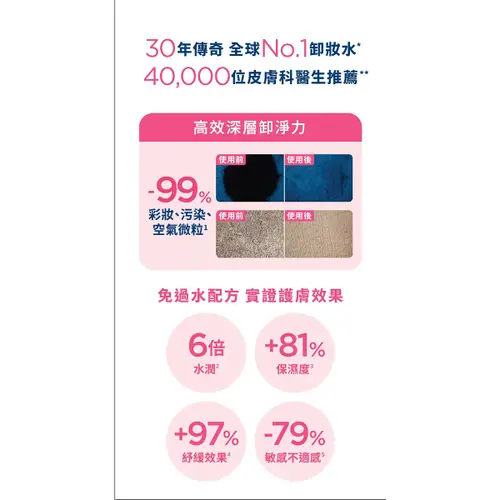 30年傳奇 全球No.1卸妝水*
40,000位皮膚科醫生推薦**
高效深層卸淨力
-99%
彩妝、污染、
空氣微粒¹
使用前
使用後
使用前
使用後
免過水配方 實證護膚效果
6倍
水潤²
+81%
保濕度³
+97%
紓緩效果⁴
-79%
敏感不適感⁵